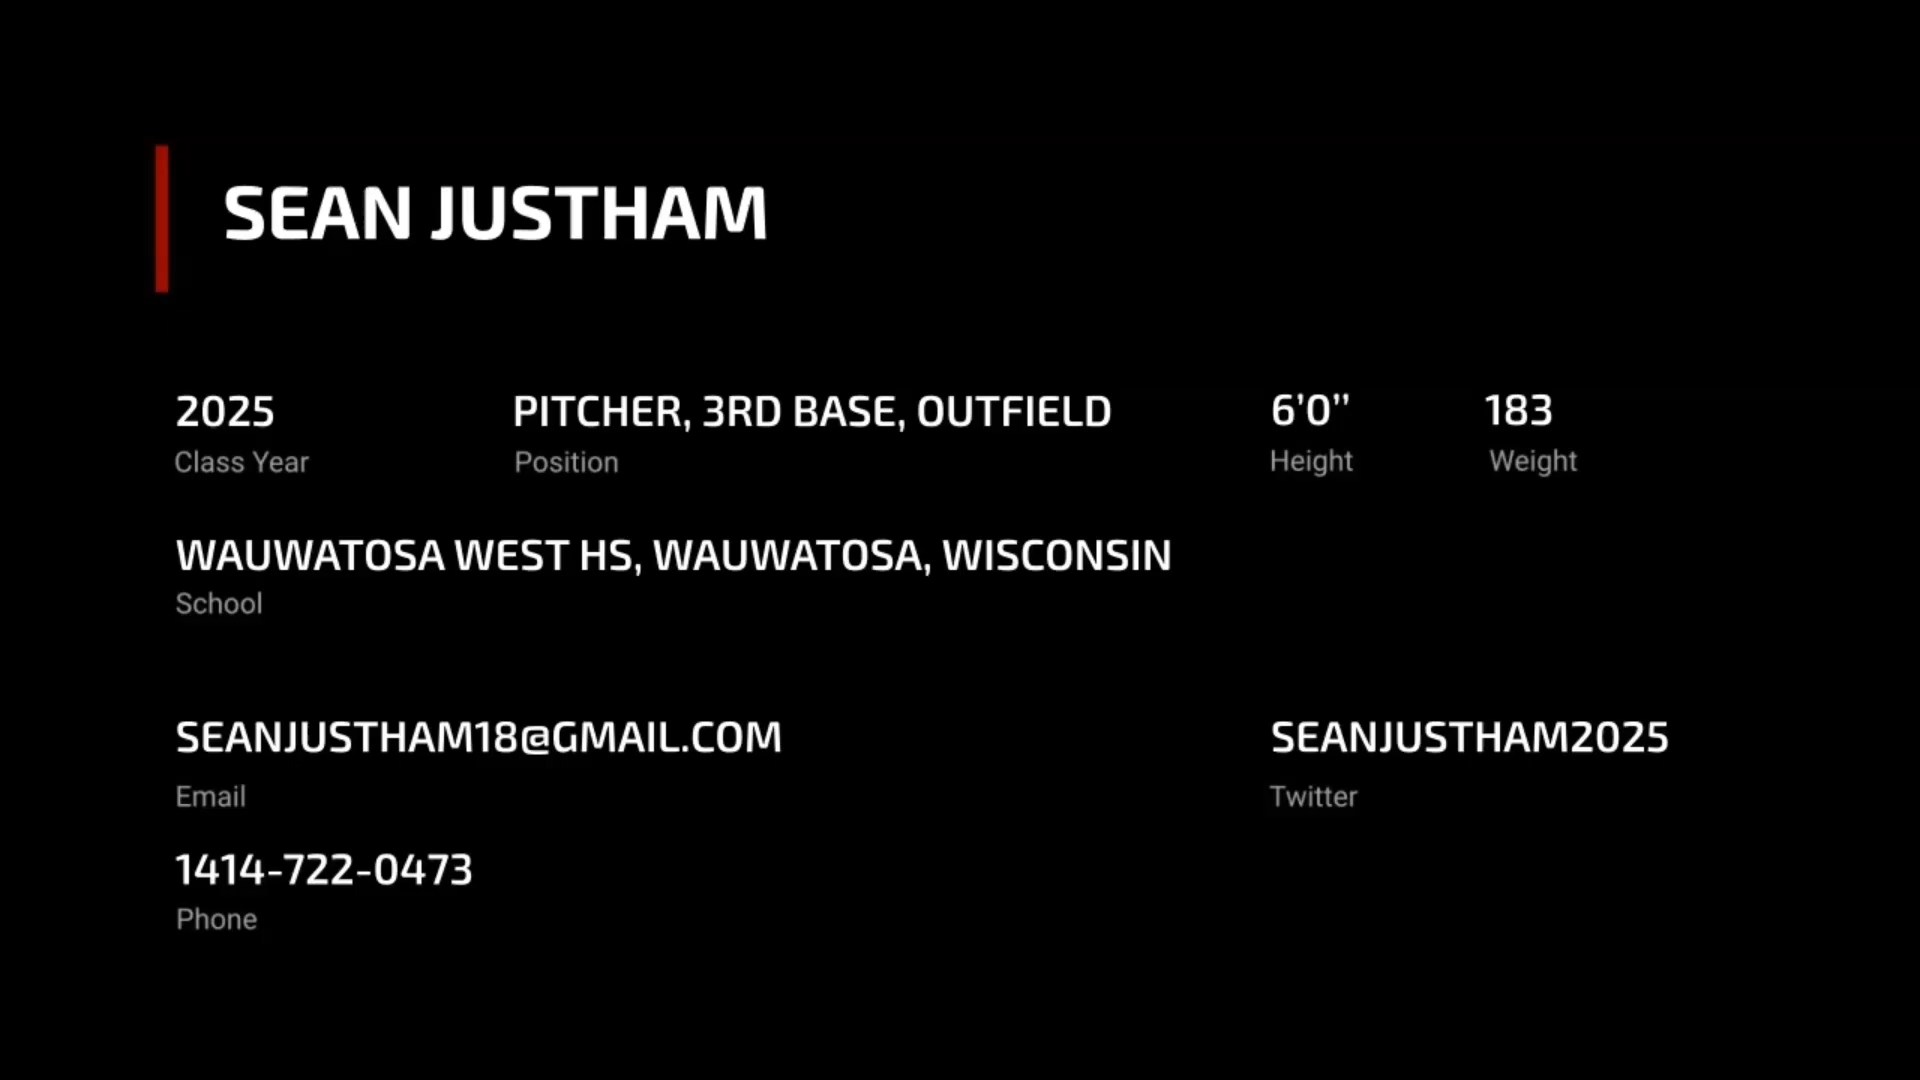 SEAN JUSTHAM
2025 PITCHER, 3RD BASE, OUTFIELD 6’0’’ 183
Class Year Position Height Weight
WAUWATOSA WEST HS, WAUWATOSA, WISCONSIN
School
SEANJUSTHAM18@GMAIL.COM SEANJUSTHAM2025
Email Twitter
1414-722-0473
Phone